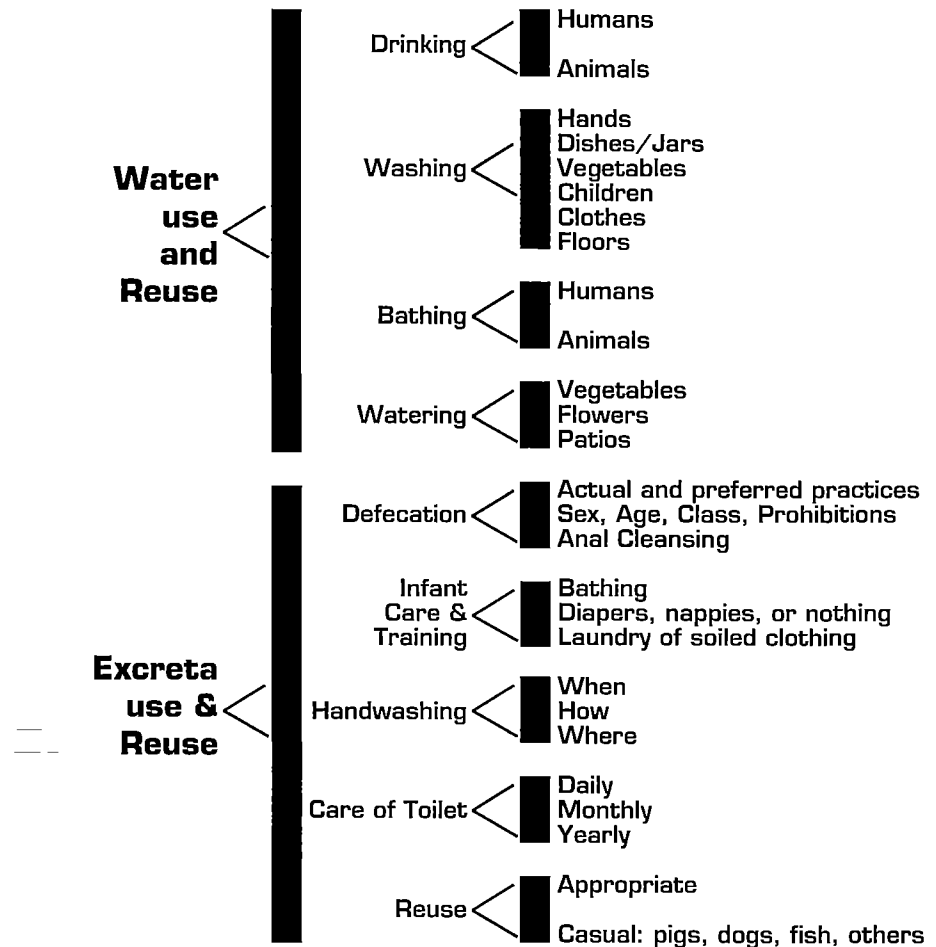 Water
use
and
Reuse
Drinking
Humans
Animals
Washing
Hands
Dishes/Jars
Vegetables
Children
Clothes
Floors
Bathing
Humans
Animals
Watering
Vegetables
Flowers
Patios
Excreta
use &
Reuse
Defecation
Actual and preferred practices
Sex, Age, Class, Prohibitions
Anal Cleansing
Infant
Care &
Training
Bathing
Diapers, nappies, or nothing
Laundry of soiled clothing
Handwashing
When
How
Where
Care of Toilet
Daily
Monthly
Yearly
Reuse
Appropriate
Casual: pigs, dogs, fish, others